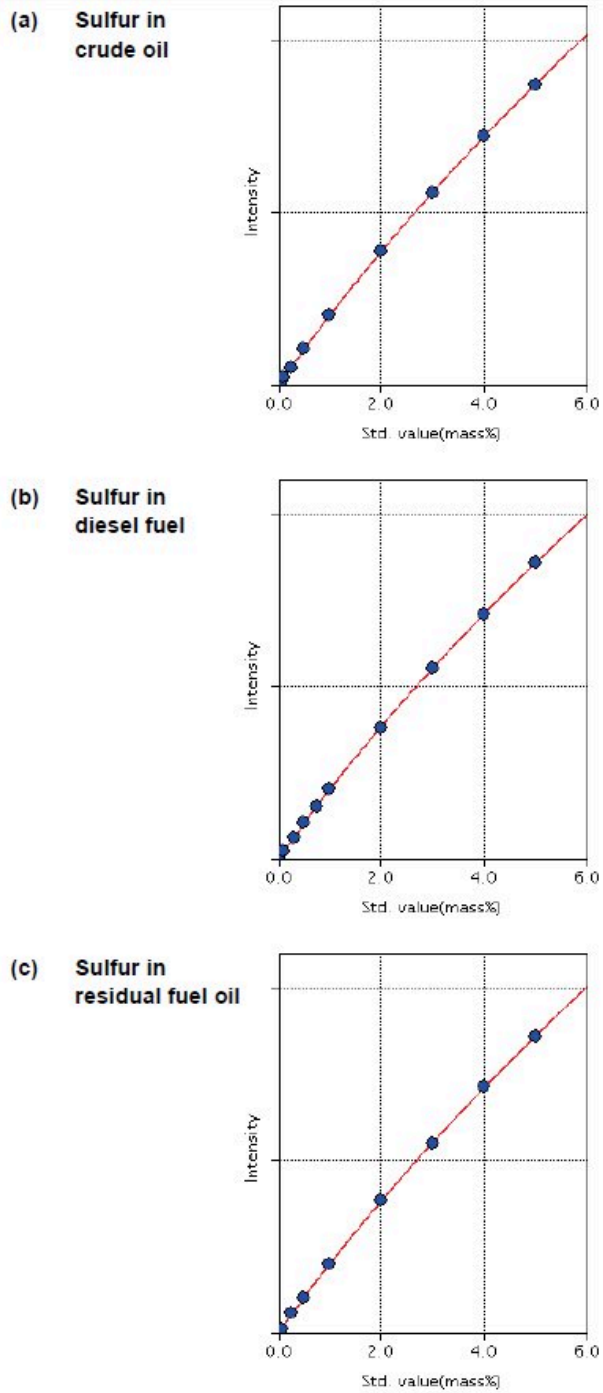 (a) Sulfur in
crude oil
Intensity
0.0 2.0 4.0 6.0
Std. value(mass%)
(b) Sulfur in
diesel fuel
Intensity
0.0 2.0 4.0 6.0
Std. value(mass%)
(c) Sulfur in
residual fuel oil
Intensity
0.0 2.0 4.0 6.0
Std. value(mass%)